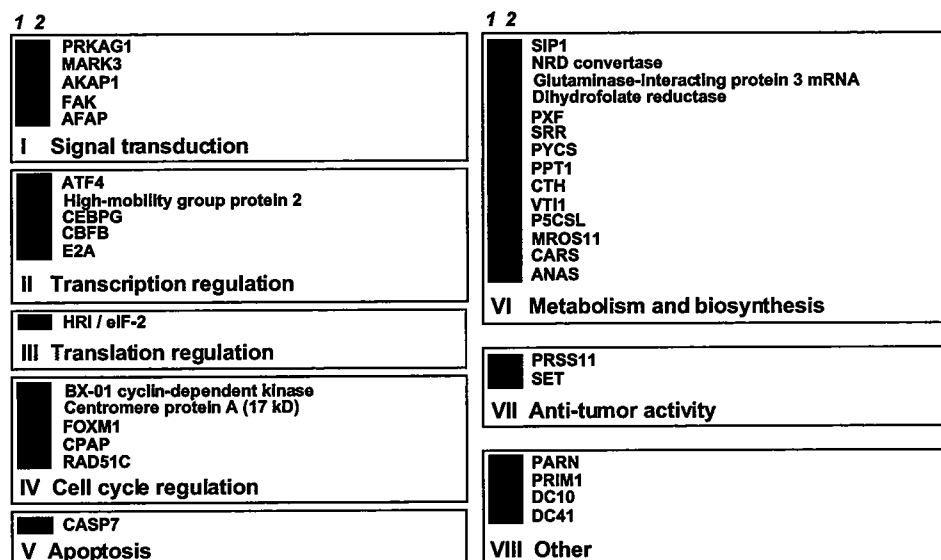 1 2
PRKAG1
MARK3
AKAP1
FAK
AFAP
I Signal transduction
ATF4
High-mobility group protein 2
CEBPG
CBFB
E2A
II Transcription regulation
HRI / eIF-2
III Translation regulation
BX-01 cyclin-dependent kinase
Centromere protein A (17 kD)
FOXM1
CPAP
RAD51C
IV Cell cycle regulation
CASP7
V Apoptosis
1 2
SIP1
NRD convertase
Glutaminase-Interacting protein 3 mRNA
Dihydrofolate reductase
PXF
SRR
PYCS
PPT1
CTH
VTI1
P5CSL
MROS11
CARS
ANAS
VI Metabolism and biosynthesis
PRSS11
SET
VII Anti-tumor activity
PARN
PRIM1
DC10
DC41
VIII Other